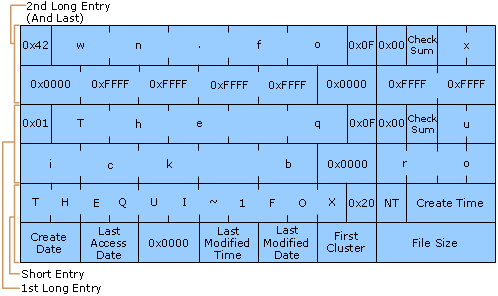 2nd Long Entry
(And Last)
0x42 w n . f o 0x0F 0x00 Check Sum x
0x0000 0xFFFF 0xFFFF 0xFFFF 0xFFFF 0x0000 0xFFFF 0xFFFF
0x01 T h e q 0x0F 0x00 Check Sum u
i c k b 0x0000 r o
T H E Q U I ~ 1 F O X 0x20 NT Create Time
Create Date Last Access Date 0x0000 Last Modified Time Last Modified Date First Cluster File Size
Short Entry
1st Long Entry